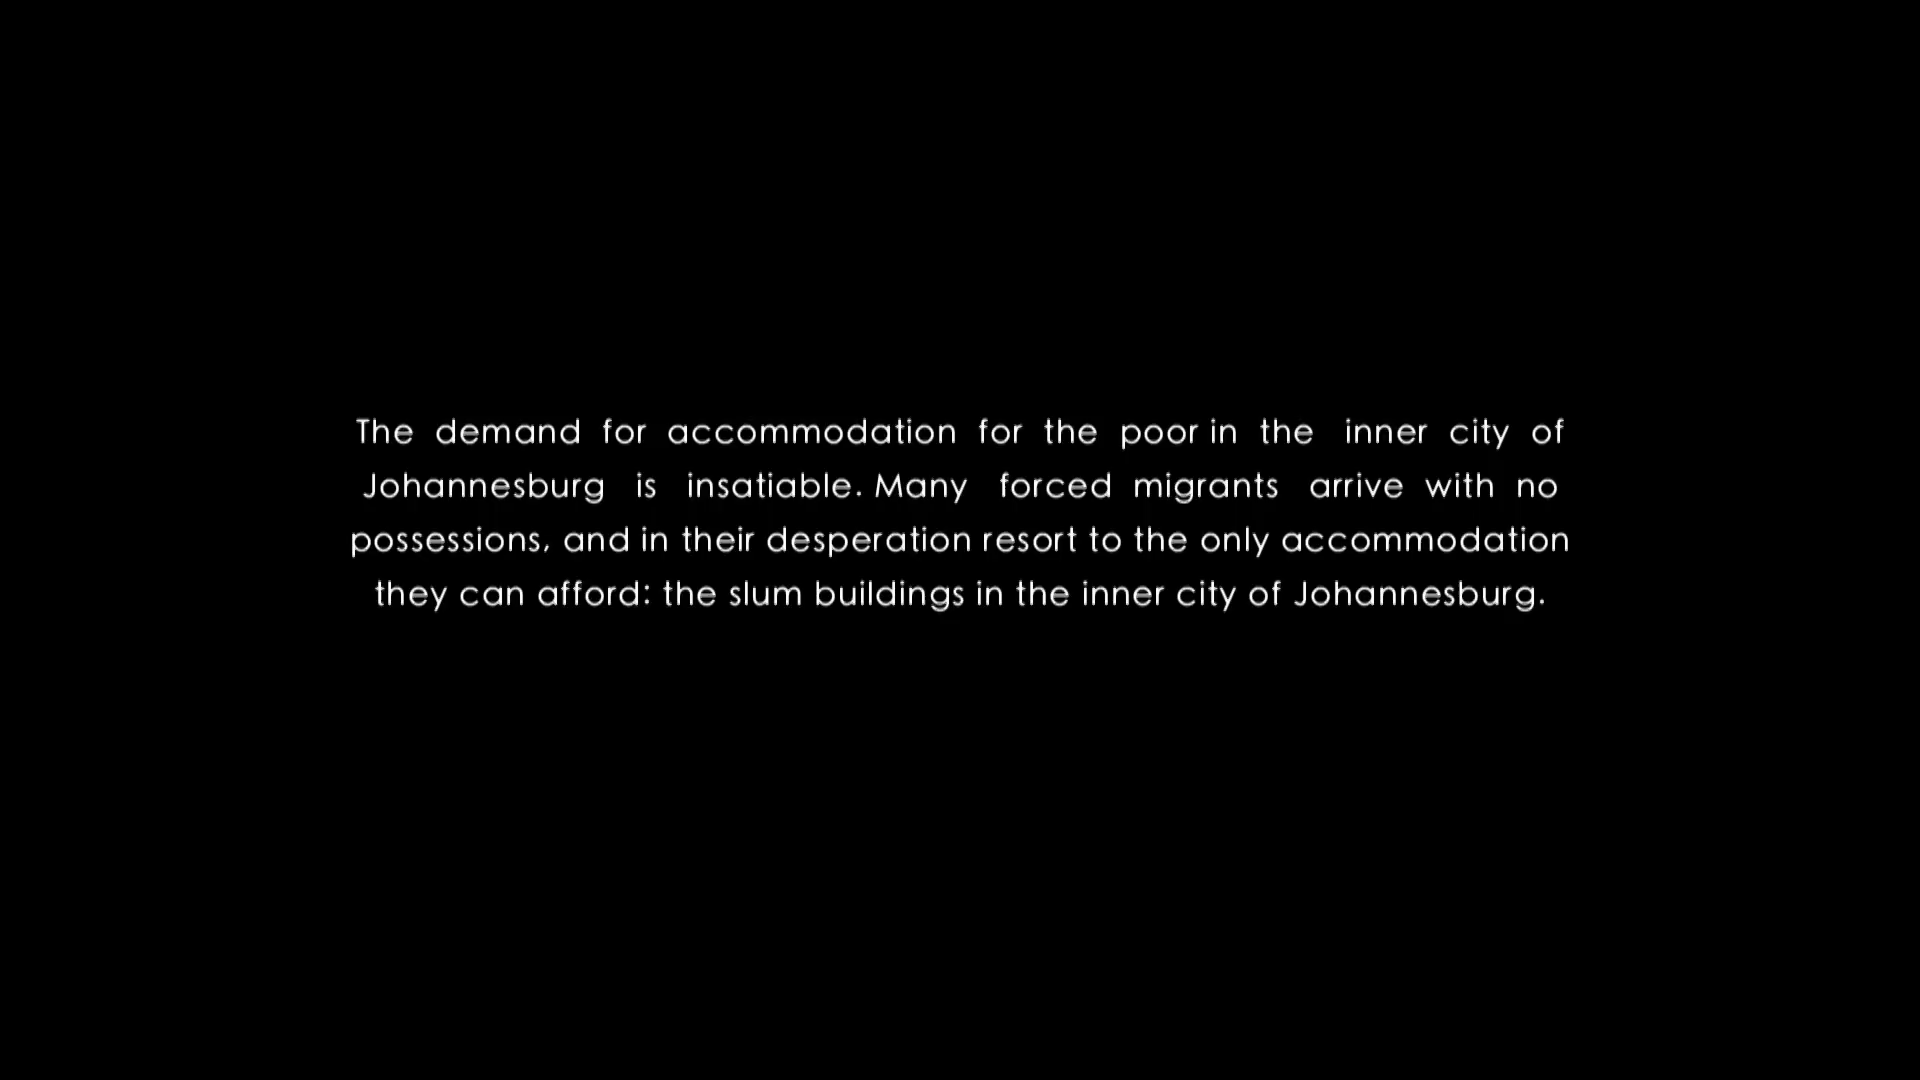 The demand for accommodation for the poor in the inner city of
Johannesburg is insatiable. Many forced migrants arrive with no
possessions, and in their desperation resort to the only accommodation
they can afford: the slum buildings in the inner city of Johannesburg.